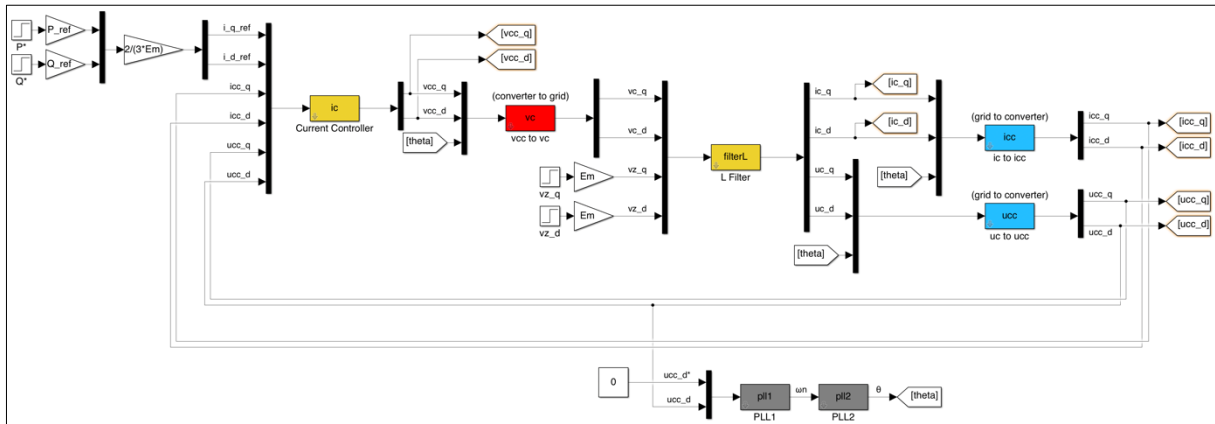 P_ref
P*
Q_ref
Q*
2/(3*Em)
i_q_ref
i_d_ref
icc_q
icc_d
ucc_q
ucc_d
ic
Current Controller
[vcc_q]
[vcc_d]
vcc_q
vcc_d
[theta]
(converter to grid)
vc
vcc to vc
vc_q
vc_d
vz_q
Em
vz_q
vz_d
Em
vz_d
filterL
L Filter
ic_q
[ic_q]
ic_d
[ic_d]
uc_q
uc_d
[theta]
[theta]
(grid to converter)
icc
ic to icc
(grid to converter)
ucc
uc to ucc
icc_q
[icc_q]
icc_d
[icc_d]
ucc_q
[ucc_q]
ucc_d
[ucc_d]
0
ucc_d*
ucc_d
pll1
PLL1
ωn
pll2
PLL2
θ
[theta]